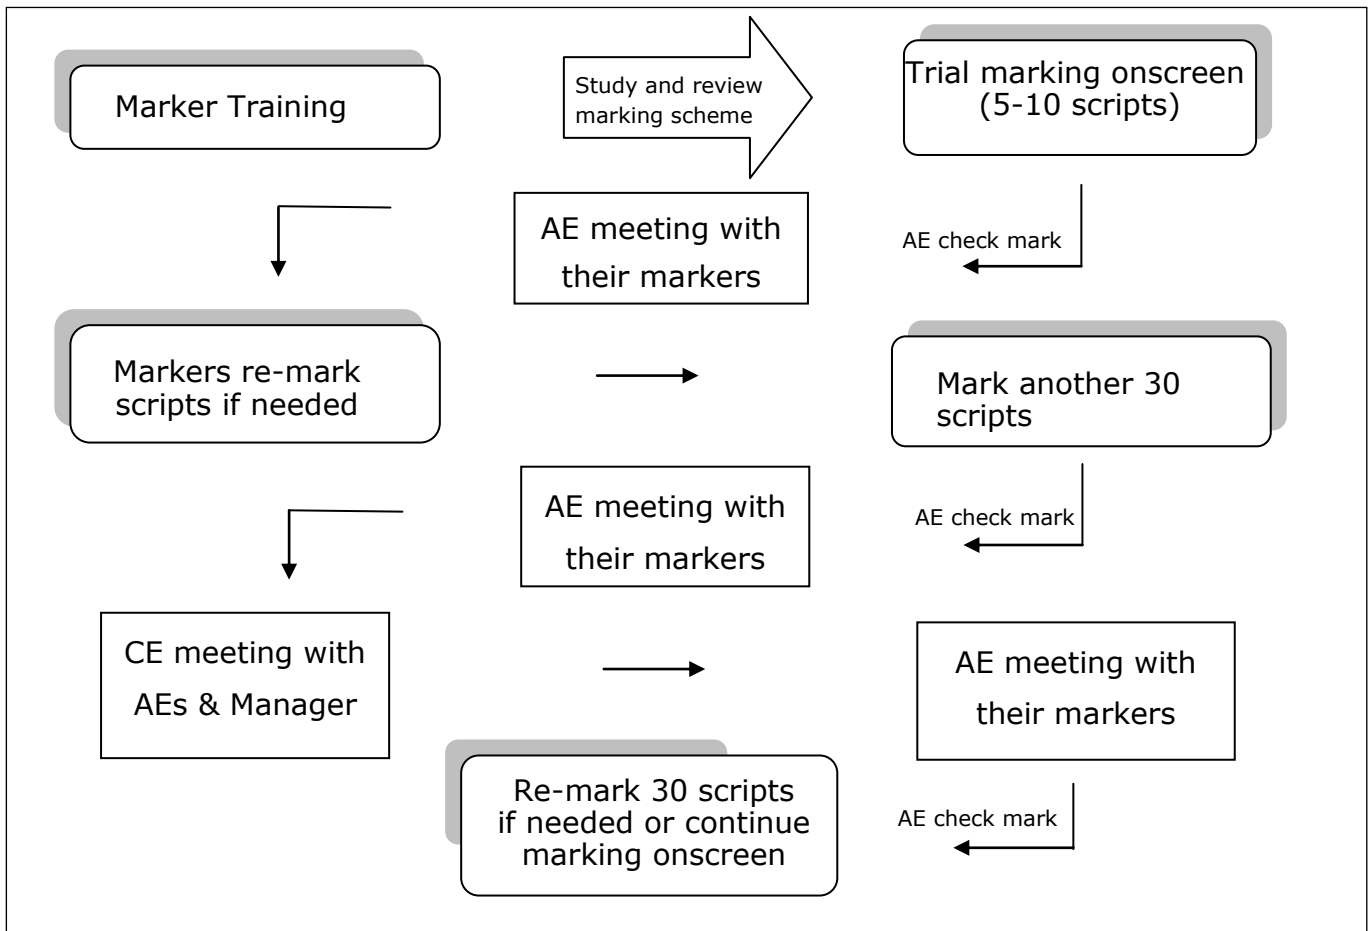 Marker Training
Study and review
marking scheme
Trial marking onscreen
(5-10 scripts)
AE check mark
AE meeting with
their markers
Markers re-mark
scripts if needed
Mark another 30
scripts
AE check mark
AE meeting with
their markers
CE meeting with
AEs & Manager
AE meeting with
their markers
AE check mark
Re-mark 30 scripts
if needed or continue
marking onscreen